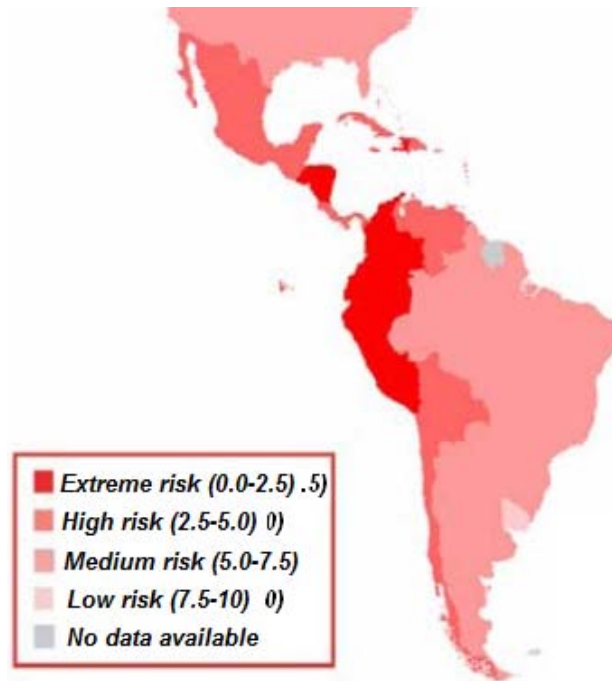 Extreme risk (0.0-2.5) .5)
High risk (2.5-5.0) 0)
Medium risk (5.0-7.5)
Low risk (7.5-10) 0)
No data available